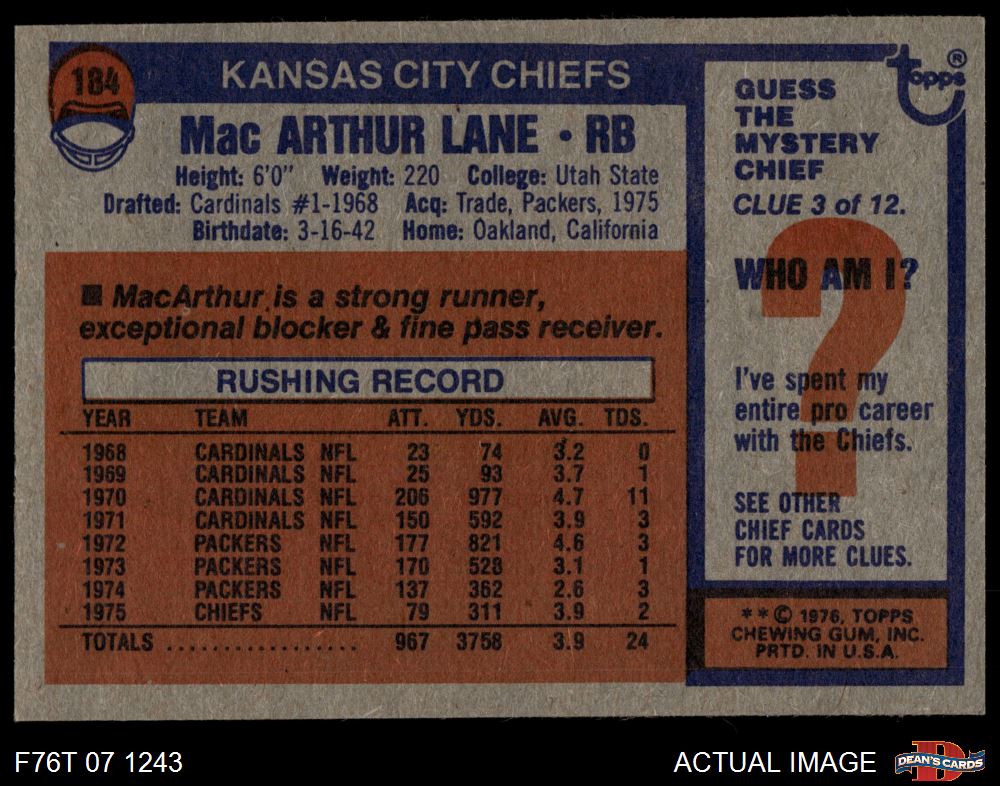 184
KANSAS CITY CHIEFS
Mac ARTHUR LANE • RB
Height: 6'0" Weight: 220 College: Utah State
Drafted: Cardinals #1-1968 Acq: Trade, Packers, 1975
Birthdate: 3-16-42 Home: Oakland, California
■ MacArthur is a strong runner,
exceptional blocker & fine pass receiver.
RUSHING RECORD
YEAR TEAM ATT. YDS. AVG. TDS.
1968 CARDINALS NFL 23 74 3.2 0
1969 CARDINALS NFL 25 93 3.7 1
1970 CARDINALS NFL 206 977 4.7 11
1971 CARDINALS NFL 150 592 3.9 3
1972 PACKERS NFL 177 821 4.6 3
1973 PACKERS NFL 170 528 3.1 1
1974 PACKERS NFL 137 362 2.6 3
1975 CHIEFS NFL 79 311 3.9 2
TOTALS ................. 967 3758 3.9 24
topps ®
GUESS
THE
MYSTERY
CHIEF
CLUE 3 of 12.
WHO AM I?
?
I've spent my
entire pro career
with the Chiefs.
SEE OTHER
CHIEF CARDS
FOR MORE CLUES.
* * © 1976, TOPPS
CHEWING GUM, INC.
PRTD. IN U.S.A.
F76T 07 1243
ACTUAL IMAGE
D
DEAN'S CARDS